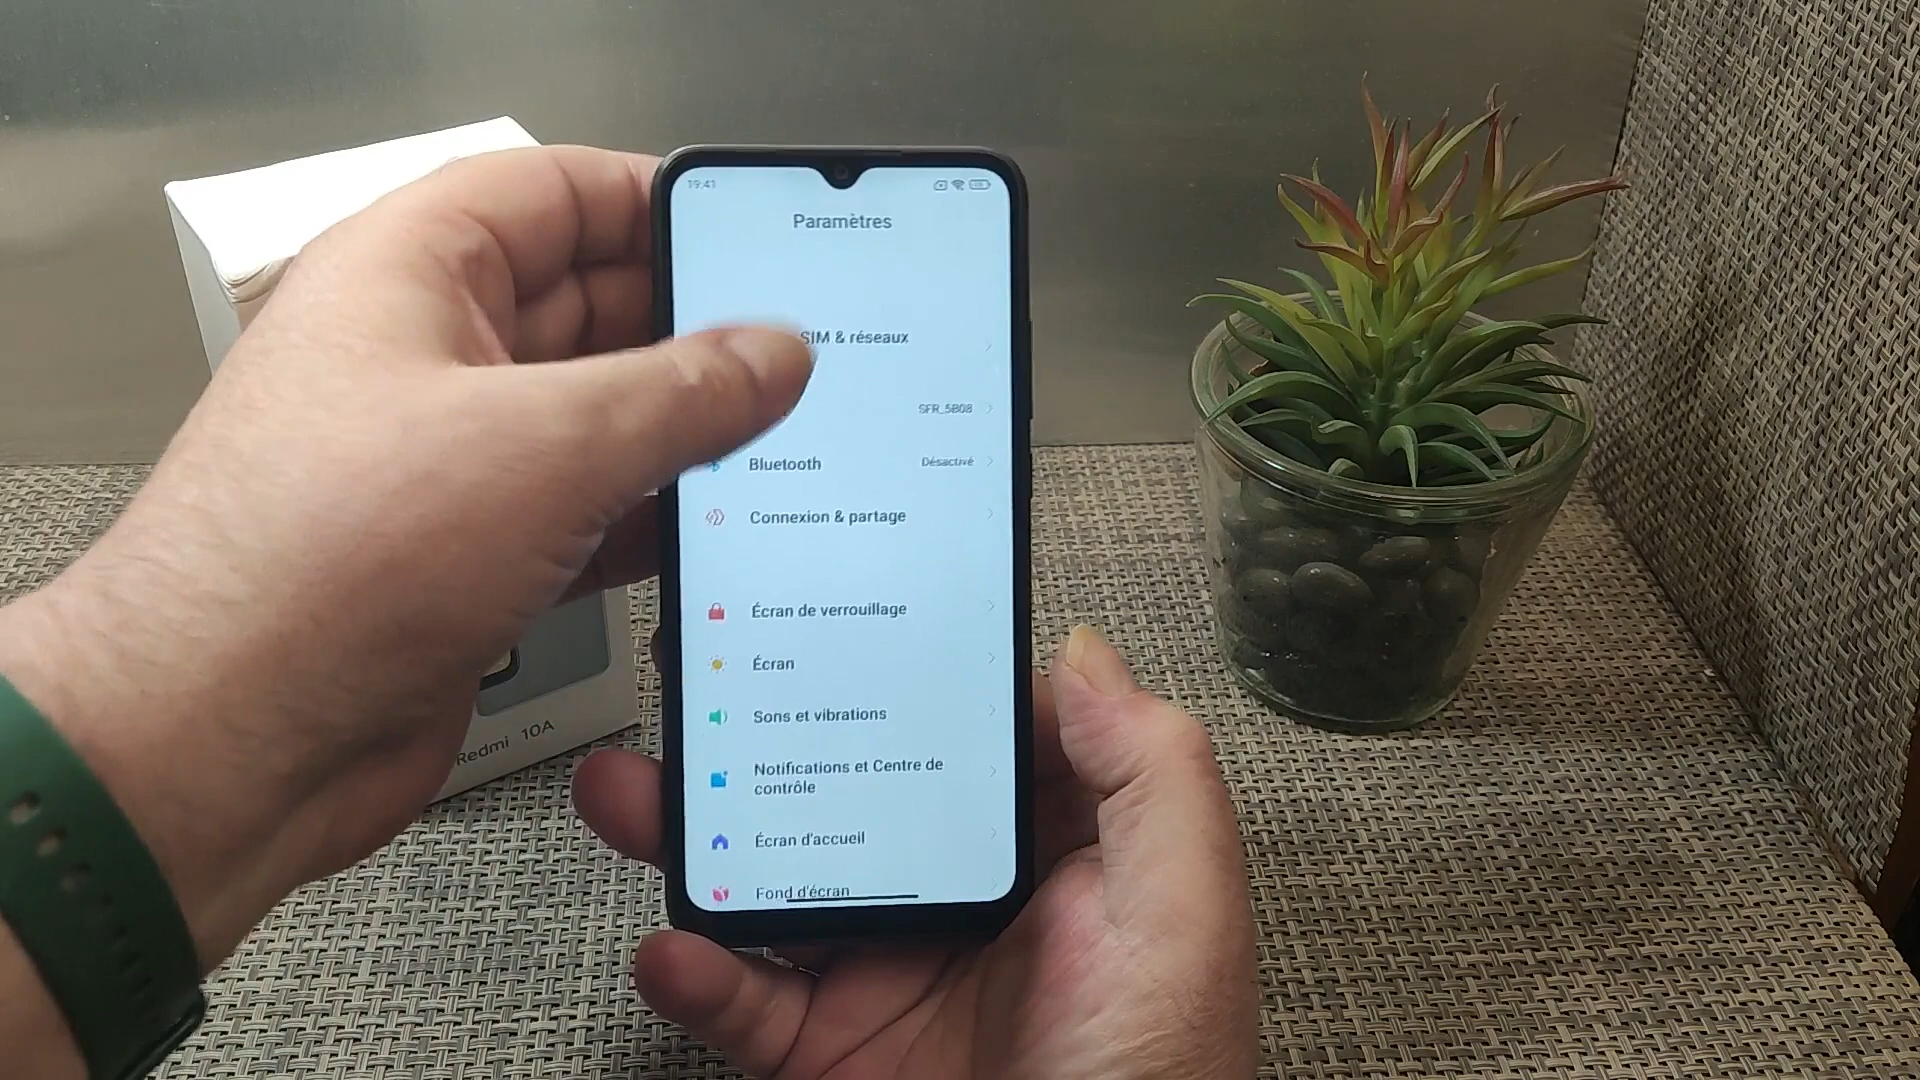 19:41
Paramètres
SIM & réseaux
SFR_5B08
Bluetooth
Désactivé
Connexion & partage
Écran de verrouillage
Écran
Sons et vibrations
Notifications et Centre de
contrôle
Écran d'accueil
Fond d'écran
Redmi 10A